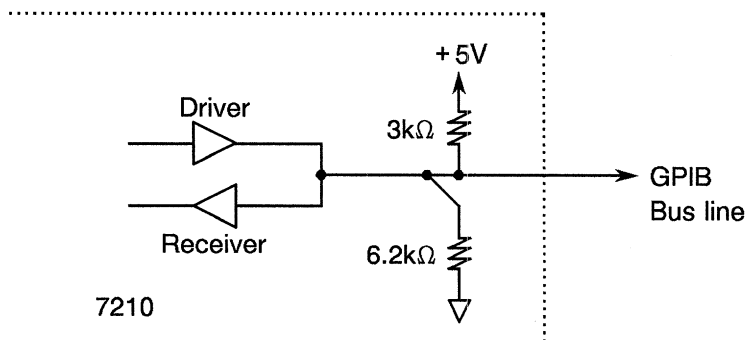 +5V
Driver
3kΩ
GPIB
Bus line
Receiver
6.2kΩ
7210